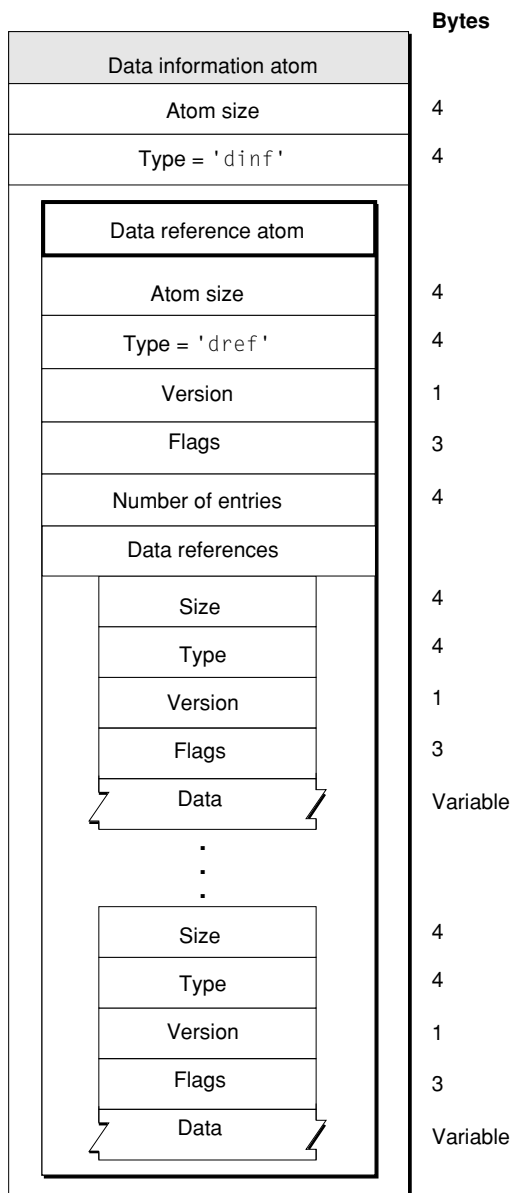 Bytes
Data information atom
Atom size 4
Type = 'dinf' 4
Data reference atom
Atom size 4
Type = 'dref' 4
Version 1
Flags 3
Number of entries 4
Data references
Size 4
Type 4
Version 1
Flags 3
Data Variable
Size 4
Type 4
Version 1
Flags 3
Data Variable